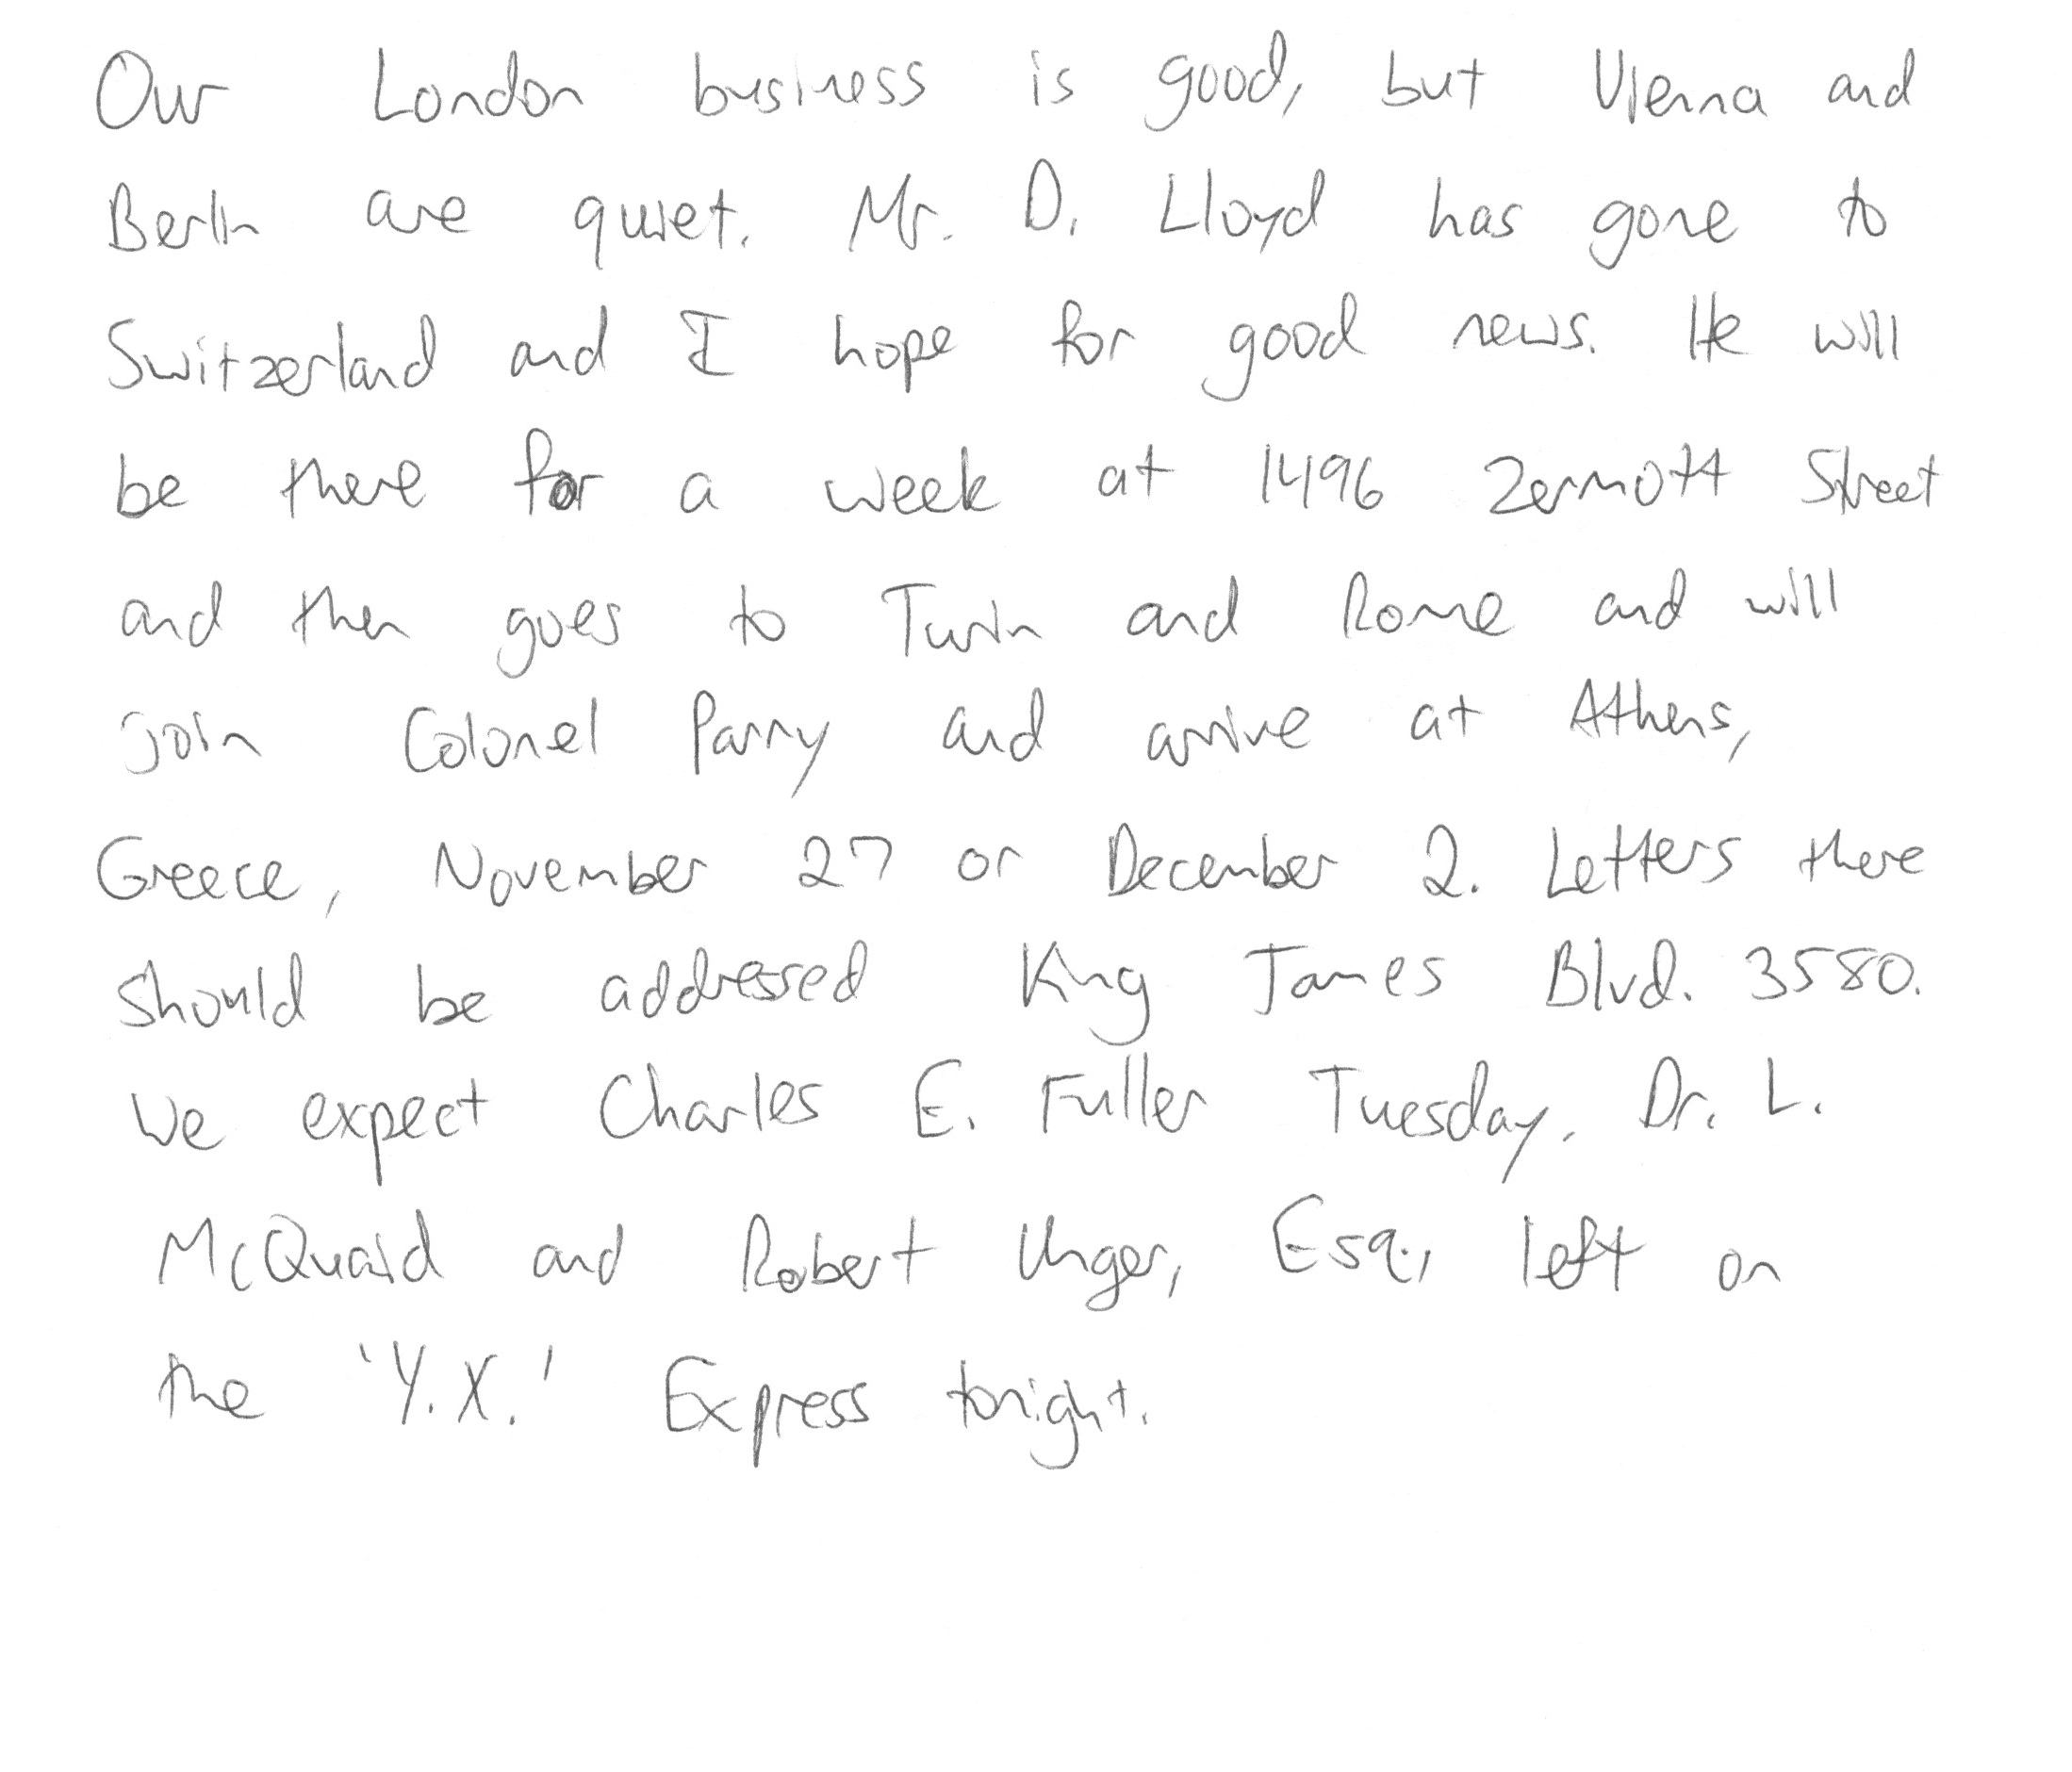 Our London business is good, but Vienna and
Berlin are quiet. Mr. D. Lloyd has gone to
Switzerland and I hope for good news. He will
be there for a week at 1496 Zermott Street
and then goes to Turin and Rome and will
join Colonel Parry and arrive at Athens,
Greece, November 27 or December 2. Letters there
should be addressed King James Blvd. 3580.
We expect Charles E. Fuller Tuesday. Dr. L.
McQuaid and Robert Unger, Esq., left on
the 'Y.X.' Express tonight.